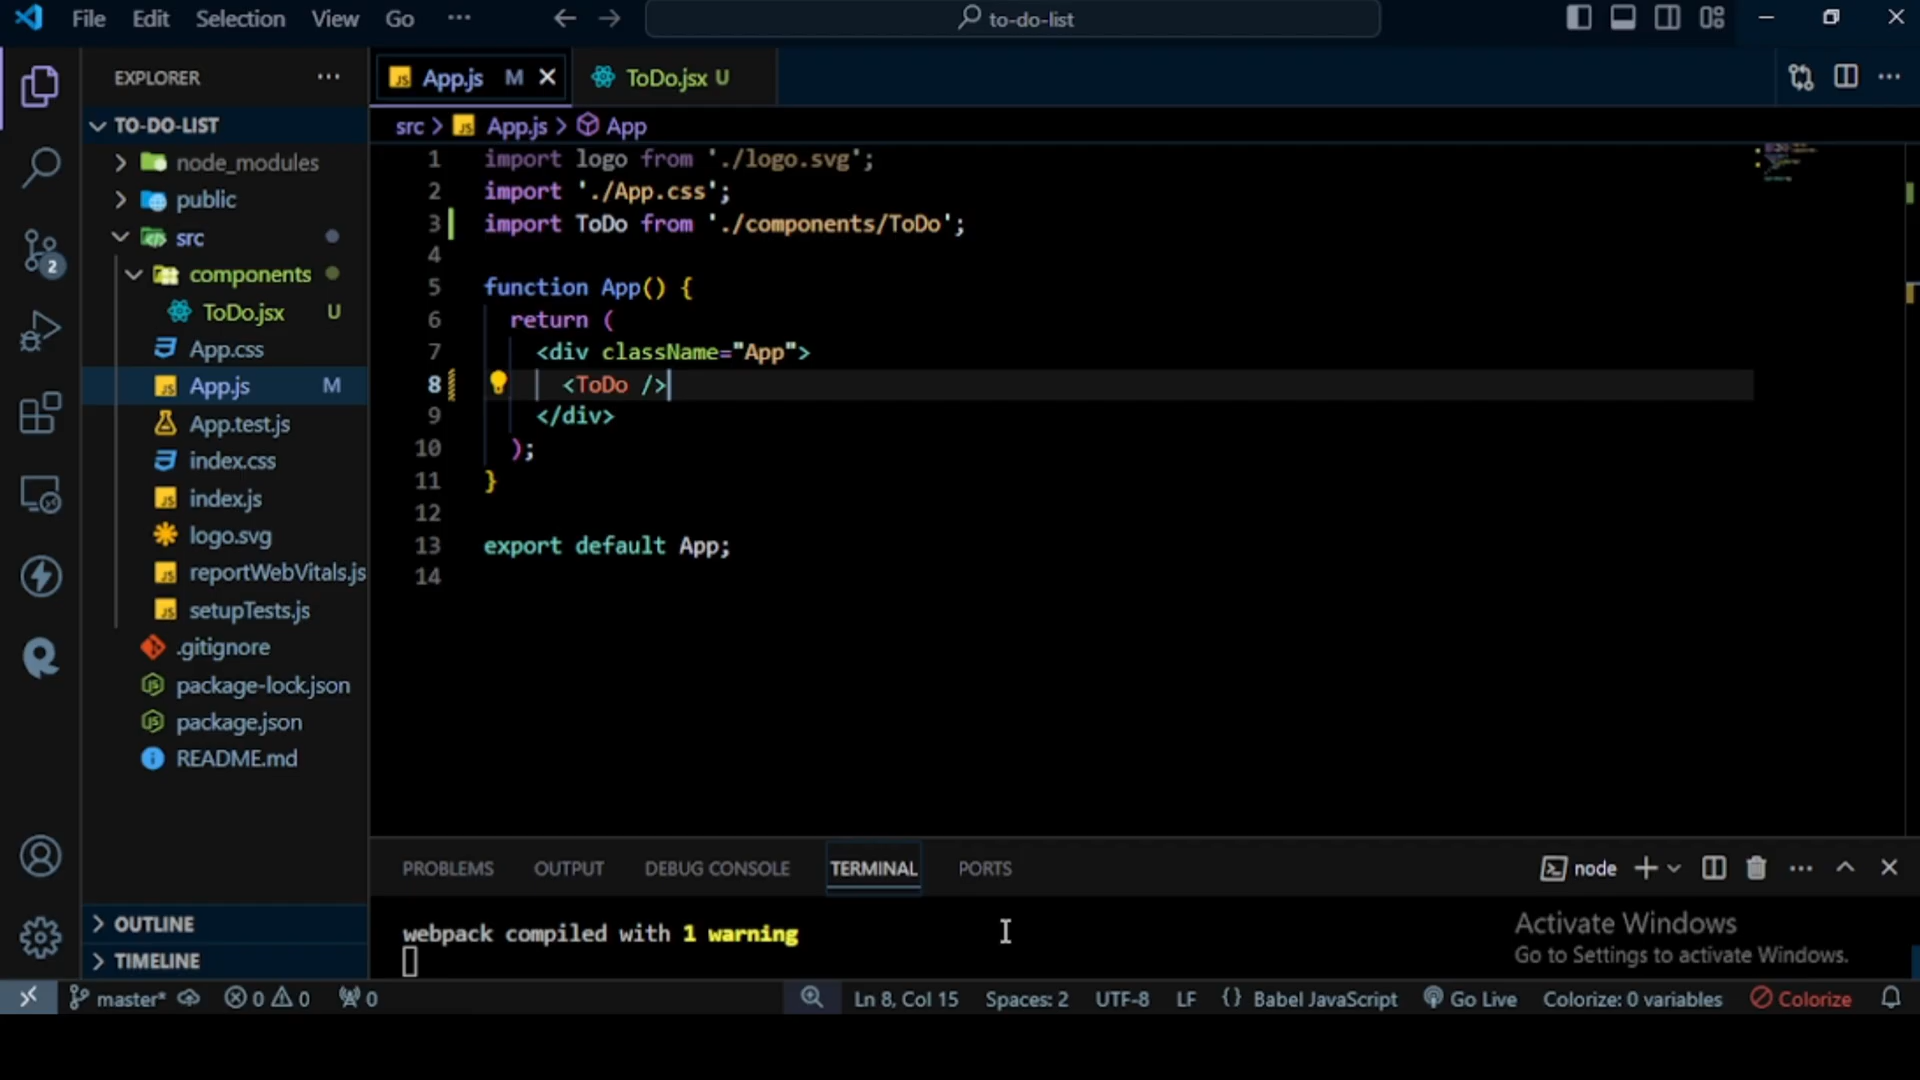 File Edit Selection View Go ··· to-do-list
EXPLORER ···
App.js M
ToDo.jsx U
TO-DO-LIST
src > JS App.js > App
node_modules
public
src
components
ToDo.jsx U
App.css
JS App.js M
App.test.js
index.css
JS index.js
logo.svg
JS reportWebVitals.js
JS setupTests.js
.gitignore
package-lock.json
package.json
README.md
OUTLINE
TIMELINE
1 import logo from './logo.svg';
2 import './App.css';
3 import ToDo from './components/ToDo';
4
5 function App() {
6 return (
7 <div className="App">
8 <ToDo />
9 </div>
10 );
11 }
12
13 export default App;
14
PROBLEMS OUTPUT DEBUG CONSOLE TERMINAL PORTS
node
webpack compiled with 1 warning
Activate Windows
Go to Settings to activate Windows.
2
master* 0 0 0 Ln 8, Col 15 Spaces: 2 UTF-8 LF {} Babel JavaScript Go Live Colorize: 0 variables Colorize